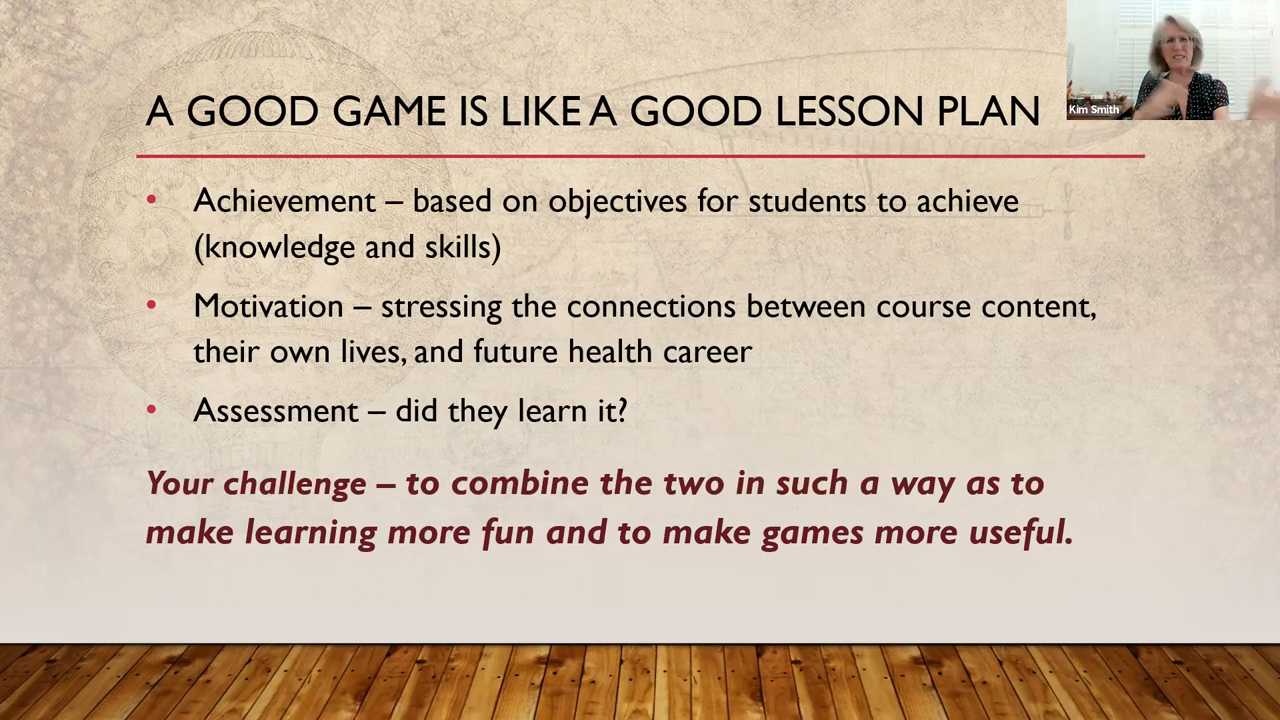 A GOOD GAME IS LIKE A GOOD LESSON PLAN
Kim Smith
• Achievement – based on objectives for students to achieve
(knowledge and skills)
• Motivation – stressing the connections between course content,
their own lives, and future health career
• Assessment – did they learn it?
Your challenge – to combine the two in such a way as to
make learning more fun and to make games more useful.